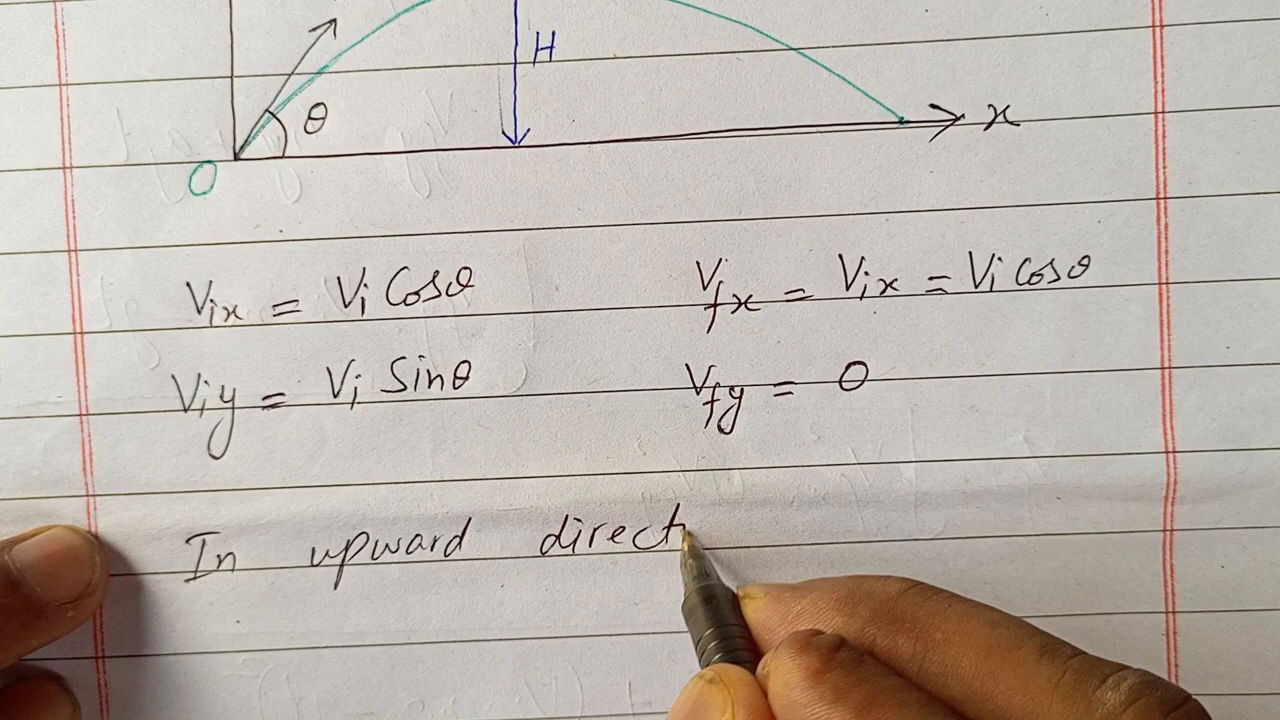 H
θ
x
O
Vix = Vi Cosθ
Vfx = Vix = Vi Cosθ
Viy = Vi Sinθ
Vfy = 0
In upward direct